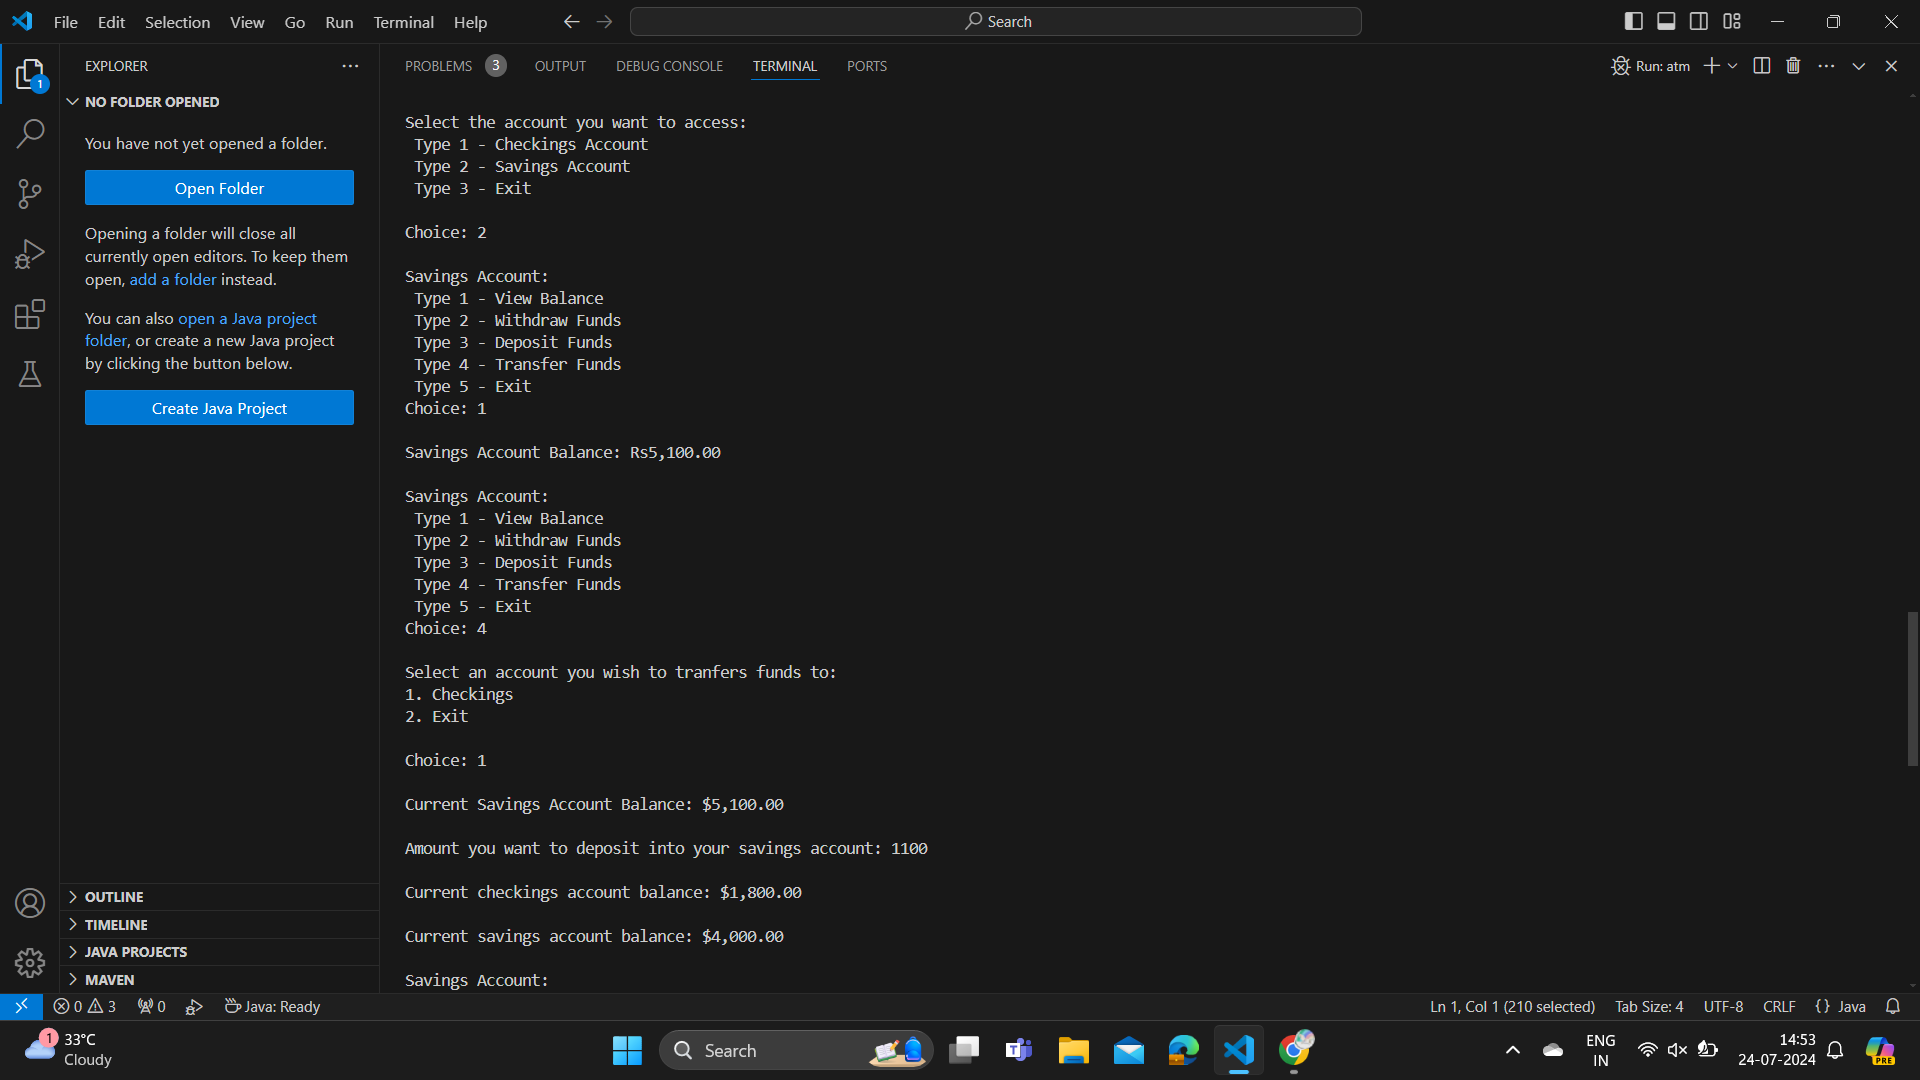 File Edit Selection View Go Run Terminal Help
Search
EXPLORER
1
NO FOLDER OPENED
You have not yet opened a folder.
Open Folder
Opening a folder will close all
currently open editors. To keep them
open, add a folder instead.
You can also open a Java project
folder, or create a new Java project
by clicking the button below.
Create Java Project
OUTLINE
TIMELINE
JAVA PROJECTS
MAVEN
PROBLEMS 3 OUTPUT DEBUG CONSOLE TERMINAL PORTS
Run: atm
Select the account you want to access:
Type 1 - Checkings Account
Type 2 - Savings Account
Type 3 - Exit
Choice: 2
Savings Account:
Type 1 - View Balance
Type 2 - Withdraw Funds
Type 3 - Deposit Funds
Type 4 - Transfer Funds
Type 5 - Exit
Choice: 1
Savings Account Balance: Rs5,100.00
Savings Account:
Type 1 - View Balance
Type 2 - Withdraw Funds
Type 3 - Deposit Funds
Type 4 - Transfer Funds
Type 5 - Exit
Choice: 4
Select an account you wish to tranfers funds to:
1. Checkings
2. Exit
Choice: 1
Current Savings Account Balance: $5,100.00
Amount you want to deposit into your savings account: 1100
Current checkings account balance: $1,800.00
Current savings account balance: $4,000.00
Savings Account:
0 3 0 Java: Ready
Ln 1, Col 1 (210 selected) Tab Size: 4 UTF-8 CRLF {} Java
1 33°C
Cloudy
Search
ENG
IN
14:53
24-07-2024
PRE